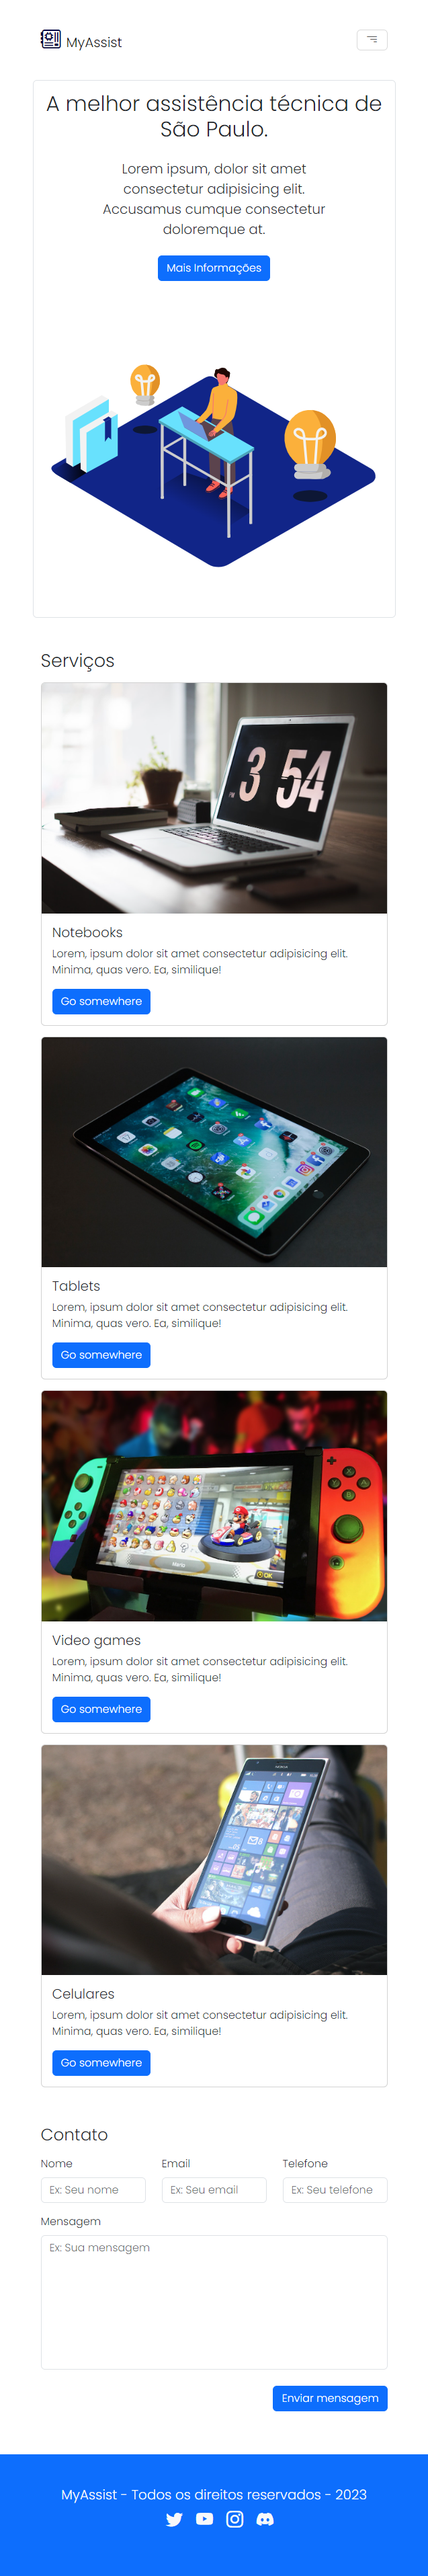 MyAssist
A melhor assistência técnica de
São Paulo.
Lorem ipsum, dolor sit amet
consectetur adipisicing elit.
Accusamus cumque consectetur
doloremque at.
Mais Informações
Serviços
3 54
PM
Notebooks
Lorem, ipsum dolor sit amet consectetur adipisicing elit.
Minima, quas vero. Ea, similique!
Go somewhere
Tablets
Lorem, ipsum dolor sit amet consectetur adipisicing elit.
Minima, quas vero. Ea, similique!
Go somewhere
Mario
OK
Video games
Lorem, ipsum dolor sit amet consectetur adipisicing elit.
Minima, quas vero. Ea, similique!
Go somewhere
NOKIA
Celulares
Lorem, ipsum dolor sit amet consectetur adipisicing elit.
Minima, quas vero. Ea, similique!
Go somewhere
Contato
Nome Email Telefone
Ex: Seu nome Ex: Seu email Ex: Seu telefone
Mensagem
Ex: Sua mensagem
Enviar mensagem
MyAssist - Todos os direitos reservados - 2023